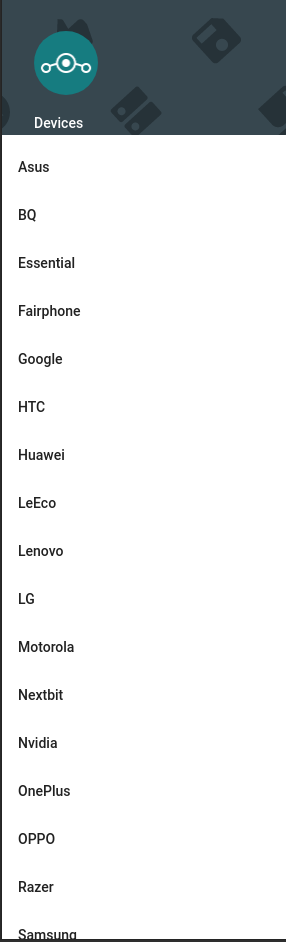 Devices
Asus
BQ
Essential
Fairphone
Google
HTC
Huawei
LeEco
Lenovo
LG
Motorola
Nextbit
Nvidia
OnePlus
OPPO
Razer
Samsung